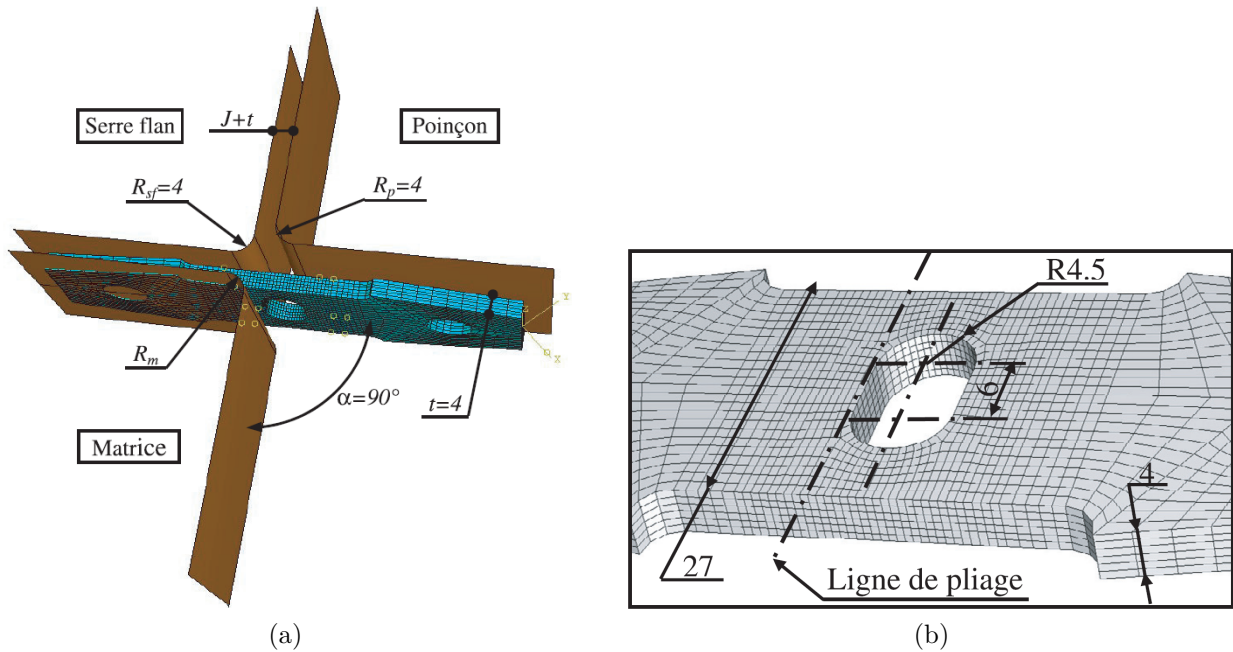 Serre flan
J+t
Poinçon
R_sf=4
R_p=4
Y
Z
X
R_m
α=90°
t=4
Matrice
(a)
R4.5
6
4
27
Ligne de pliage
(b)